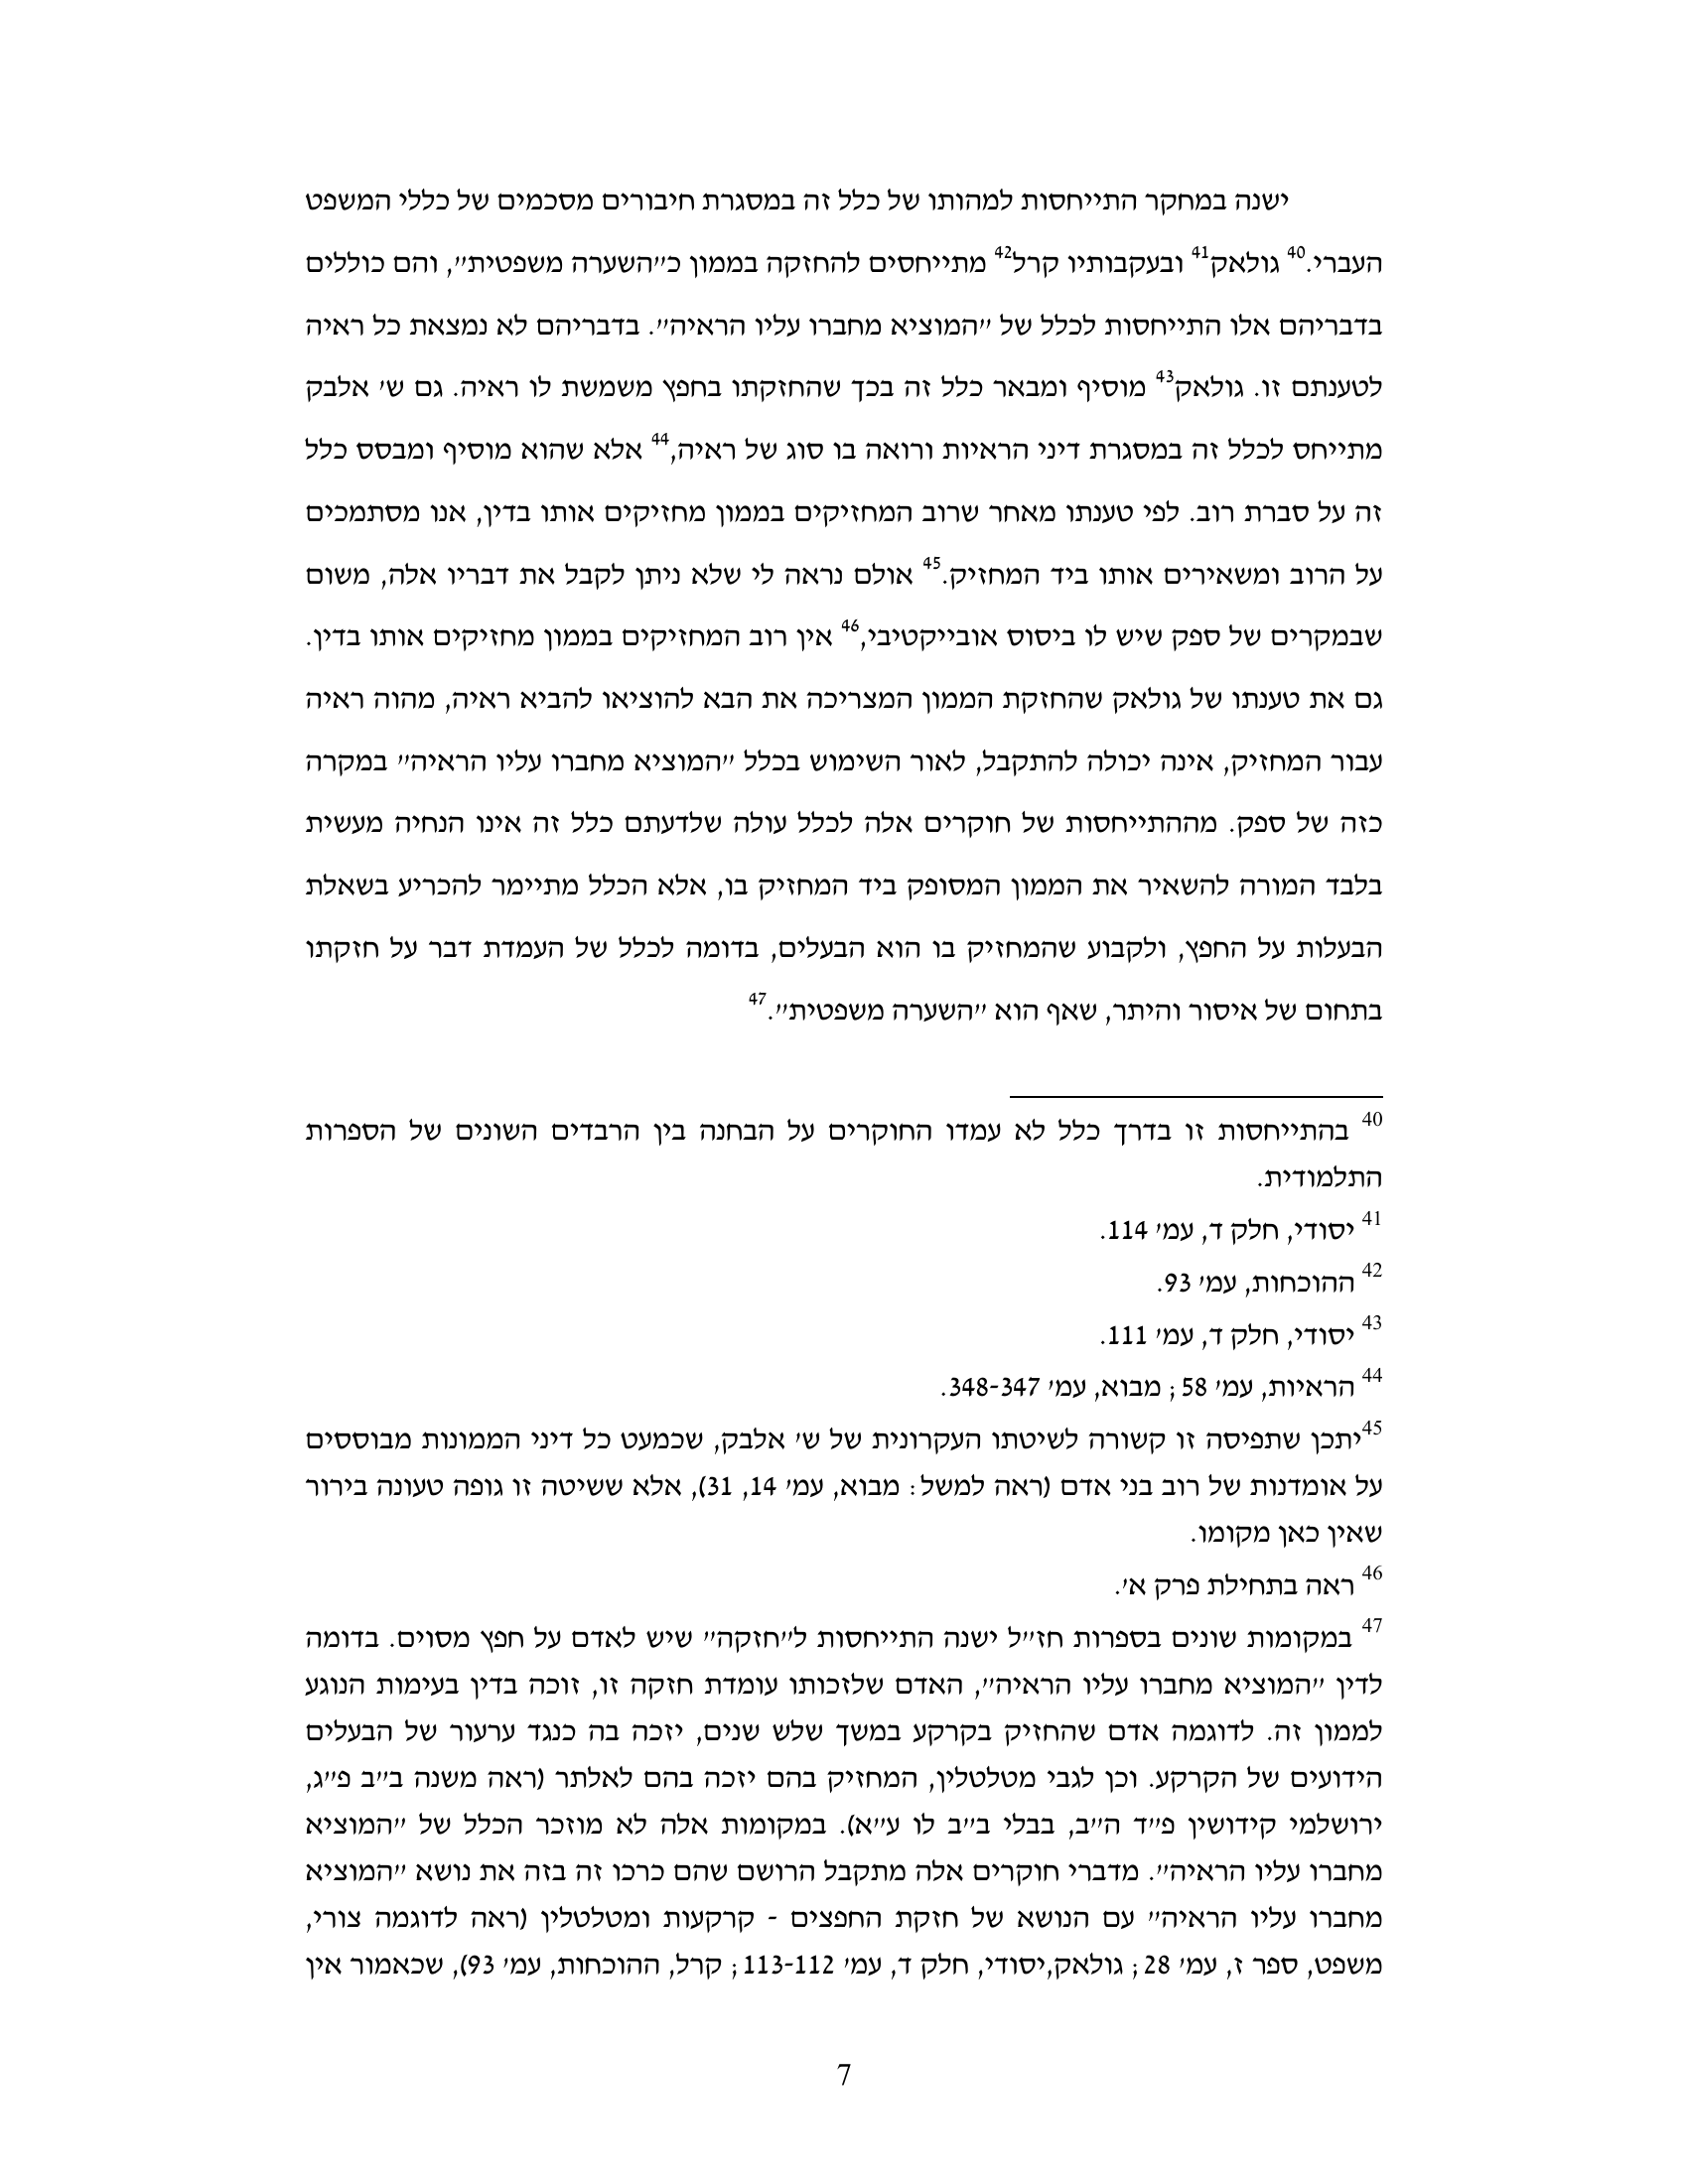 ישנה במחקר התייחסות למהותו של כלל זה במסגרת חיבורים מסכמים של כללי המשפט
העברי.40 גולאק41 ובעקבותיו קרל42 מתייחסים להחזקה בממון כ״השערה משפטית״, והם כוללים
בדבריהם אלו התייחסות לכלל של ״המוציא מחברו עליו הראיה״. בדבריהם לא נמצאת כל ראיה
לטענתם זו. גולאק43 מוסיף ומבאר כלל זה בכך שהחזקתו בחפץ משמשת לו ראיה. גם ש׳ אלבק
מתייחס לכלל זה במסגרת דיני הראיות ורואה בו סוג של ראיה,44 אלא שהוא מוסיף ומבסס כלל
זה על סברת רוב. לפי טענתו מאחר שרוב המחזיקים בממון מחזיקים אותו בדין, אנו מסתמכים
על הרוב ומשאירים אותו ביד המחזיק.45 אולם נראה לי שלא ניתן לקבל את דבריו אלה, משום
שבמקרים של ספק שיש לו ביסוס אובייקטיבי,46 אין רוב המחזיקים בממון מחזיקים אותו בדין.
גם את טענתו של גולאק שהחזקת הממון המצריכה את הבא להוציאו להביא ראיה, מהוה ראיה
עבור המחזיק, אינה יכולה להתקבל, לאור השימוש בכלל ״המוציא מחברו עליו הראיה״ במקרה
כזה של ספק. מההתייחסות של חוקרים אלה לכלל עולה שלדעתם כלל זה אינו הנחיה מעשית
בלבד המורה להשאיר את הממון המסופק ביד המחזיק בו, אלא הכלל מתיימר להכריע בשאלת
הבעלות על החפץ, ולקבוע שהמחזיק בו הוא הבעלים, בדומה לכלל של העמדת דבר על חזקתו
בתחום של איסור והיתר, שאף הוא ״השערה משפטית״.47
40 בהתייחסות זו בדרך כלל לא עמדו החוקרים על הבחנה בין הרבדים השונים של הספרות
התלמודית.
41 יסודי, חלק ד, עמ׳ 114.
42 ההוכחות, עמ׳ 93.
43 יסודי, חלק ד, עמ׳ 111.
44 הראיות, עמ׳ 58; מבוא, עמ׳ 348-347.
45יתכן שתפיסה זו קשורה לשיטתו העקרונית של ש׳ אלבק, שכמעט כל דיני הממונות מבוססים
על אומדנות של רוב בני אדם (ראה למשל: מבוא, עמ׳ 14, 31), אלא ששיטה זו גופה טעונה בירור
שאין כאן מקומו.
46 ראה בתחילת פרק א׳.
47 במקומות שונים בספרות חז״ל ישנה התייחסות ל״חזקה״ שיש לאדם על חפץ מסוים. בדומה
לדין ״המוציא מחברו עליו הראיה״, האדם שלזכותו עומדת חזקה זו, זוכה בדין בעימות הנוגע
לממון זה. לדוגמה אדם שהחזיק בקרקע במשך שלש שנים, יזכה בה כנגד ערעור של הבעלים
הידועים של הקרקע. וכן לגבי מטלטלין, המחזיק בהם יזכה בהם לאלתר (ראה משנה ב״ב פ״ג,
ירושלמי קידושין פ״ד ה״ב, בבלי ב״ב לו ע״א). במקומות אלה לא מוזכר הכלל של ״המוציא
מחברו עליו הראיה״. מדברי חוקרים אלה מתקבל הרושם שהם כרכו זה בזה את נושא ״המוציא
מחברו עליו הראיה״ עם הנושא של חזקת החפצים - קרקעות ומטלטלין (ראה לדוגמה צורי,
משפט, ספר ז, עמ׳ 28; גולאק,יסודי, חלק ד, עמ׳ 113-112; קרל, ההוכחות, עמ׳ 93), שכאמור אין
7